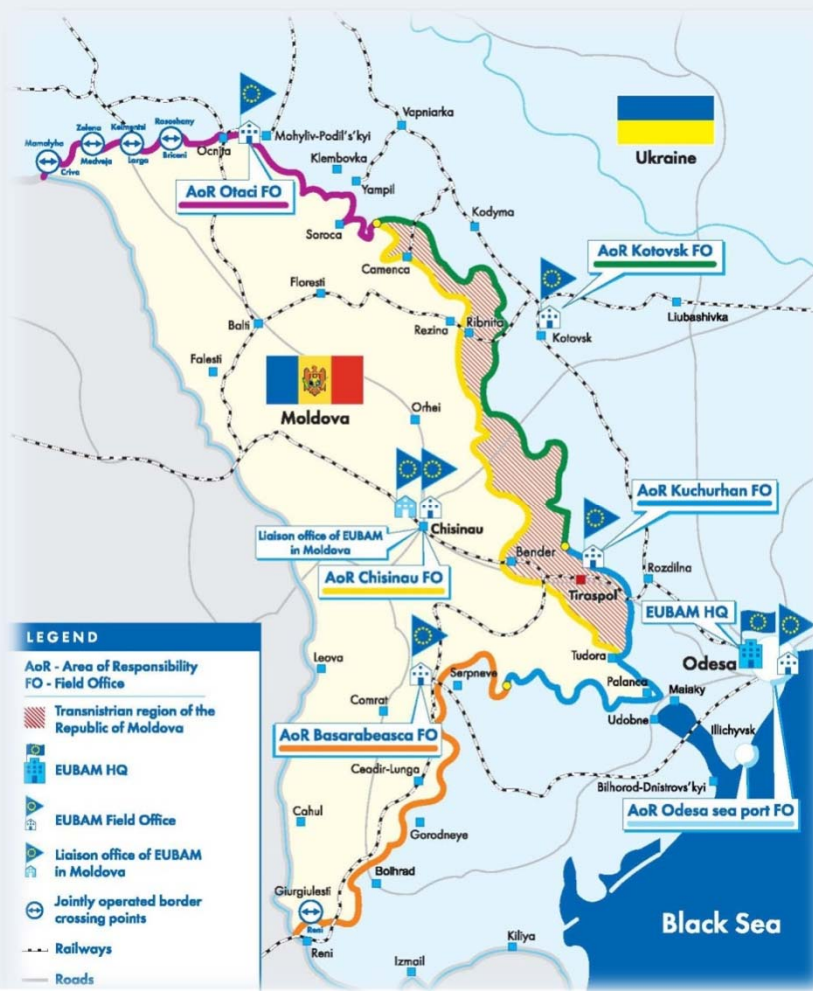 Ukraine
Mamalyha
Zelena
Kelmentsi
Rososhany
Criva
Medveja
Larga
Briceni
Ocnita
Mohyliv-Podil's'kyi
Vapniarka
Klembovka
Yampil
AoR Otaci FO
Soroca
Kodyma
Camenca
AoR Kotovsk FO
Floresti
Balti
Rezina
Ribnita
Kotovsk
Liubashivka
Falesti
Moldova
Orhei
AoR Kuchurhan FO
Chisinau
Liaison office of EUBAM
in Moldova
Bender
AoR Chisinau FO
Tiraspol*
Rozdilna
EUBAM HQ
Odesa
Leova
Tudora
Serpneve
Palanca
Comrat
Maisky
Udobne
Illichyvsk
AoR Basarabeasca FO
Ceadir-Lunga
Bilhorod-Dnistrovs'kyi
AoR Odesa sea port FO
Cahul
Gorodneye
Bolhrad
Giurgiulesti
Reni
Reni
Kiliya
Izmail
Black Sea
LEGEND
AoR - Area of Responsibility
FO - Field Office
Transnistrian region of the
Republic of Moldova
EUBAM HQ
EUBAM Field Office
Liaison office of EUBAM
in Moldova
Jointly operated border
crossing points
Railways
Roads